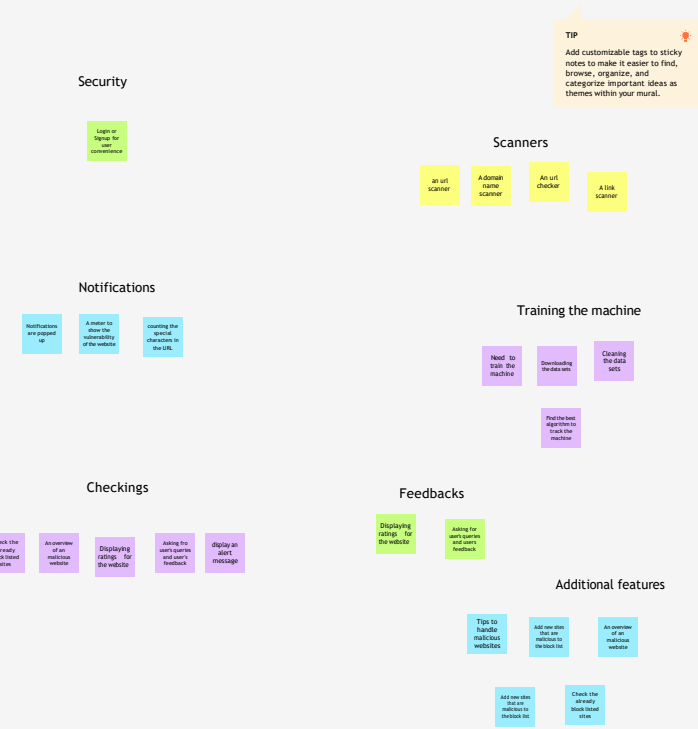 TIP
Add customizable tags to sticky
notes to make it easier to find,
browse, organize, and
categorize important ideas as
themes within your mural.
Security
Login or
Signup for
user
convenience
Scanners
an url
scanner
A domain
name
scanner
An url
checker
A link
scanner
Notifications
Notifications
are popped
up
A meter to
show the
vulnerability
of the website
counting the
special
characters in
the URL
Training the machine
Need to
train the
machine
Downloading
the data sets
Cleaning
the data
sets
Find the best
algorithm to
track the
machine
Checkings
eck the
ready
ck listed
sites
An overview
of an
malicious
website
Displaying
ratings for
the website
Asking fro
user's queries
and user's
feedback
display an
alert
message
Feedbacks
Displaying
ratings for
the website
Asking for
user's queries
and users
feedback
Additional features
Tips to
handle
malicious
websites
Add new sites
that are
malicious to
the block list
An overview
of an
malicious
website
Add new sites
that are
malicious to
the block list
Check the
already
block listed
sites